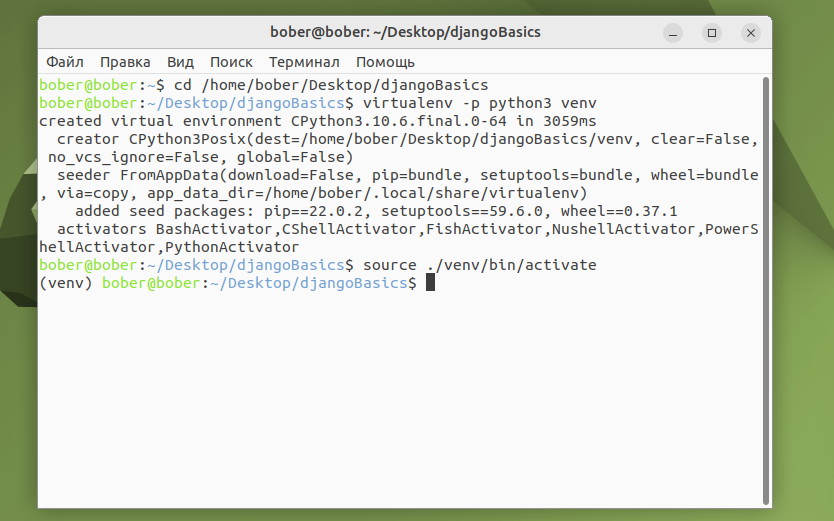 bober@bober: ~/Desktop/djangoBasics
Файл Правка Вид Поиск Терминал Помощь
bober@bober:~$ cd /home/bober/Desktop/djangoBasics
bober@bober:~/Desktop/djangoBasics$ virtualenv -p python3 venv
created virtual environment CPython3.10.6.final.0-64 in 3059ms
  creator CPython3Posix(dest=/home/bober/Desktop/djangoBasics/venv, clear=False,
 no_vcs_ignore=False, global=False)
  seeder FromAppData(download=False, pip=bundle, setuptools=bundle, wheel=bundle
, via=copy, app_data_dir=/home/bober/.local/share/virtualenv)
    added seed packages: pip==22.0.2, setuptools==59.6.0, wheel==0.37.1
  activators BashActivator,CShellActivator,FishActivator,NushellActivator,PowerS
hellActivator,PythonActivator
bober@bober:~/Desktop/djangoBasics$ source ./venv/bin/activate
(venv) bober@bober:~/Desktop/djangoBasics$